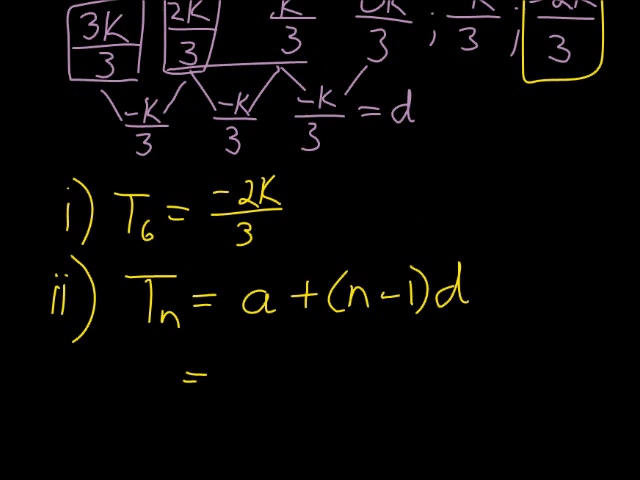 3K/3 2K/3 K/3 0K/3 ; -K/3 ; -2K/3
-K/3 -K/3 -K/3 = d
i) T₆ = -2K/3
ii) Tₙ = a + (n - 1)d
=